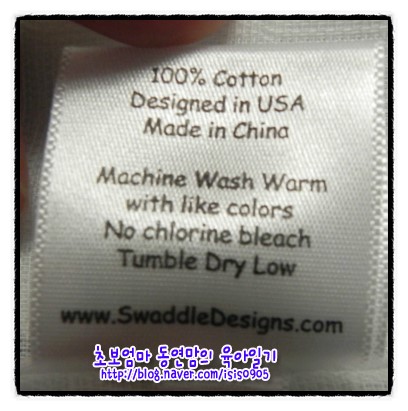 100% Cotton
Designed in USA
Made in China
Machine Wash Warm
with like colors
No chlorine bleach
Tumble Dry Low
www.SwaddleDesigns.com
초보엄마 동연맘의 육아일기
http://blog.naver.com/isis0905